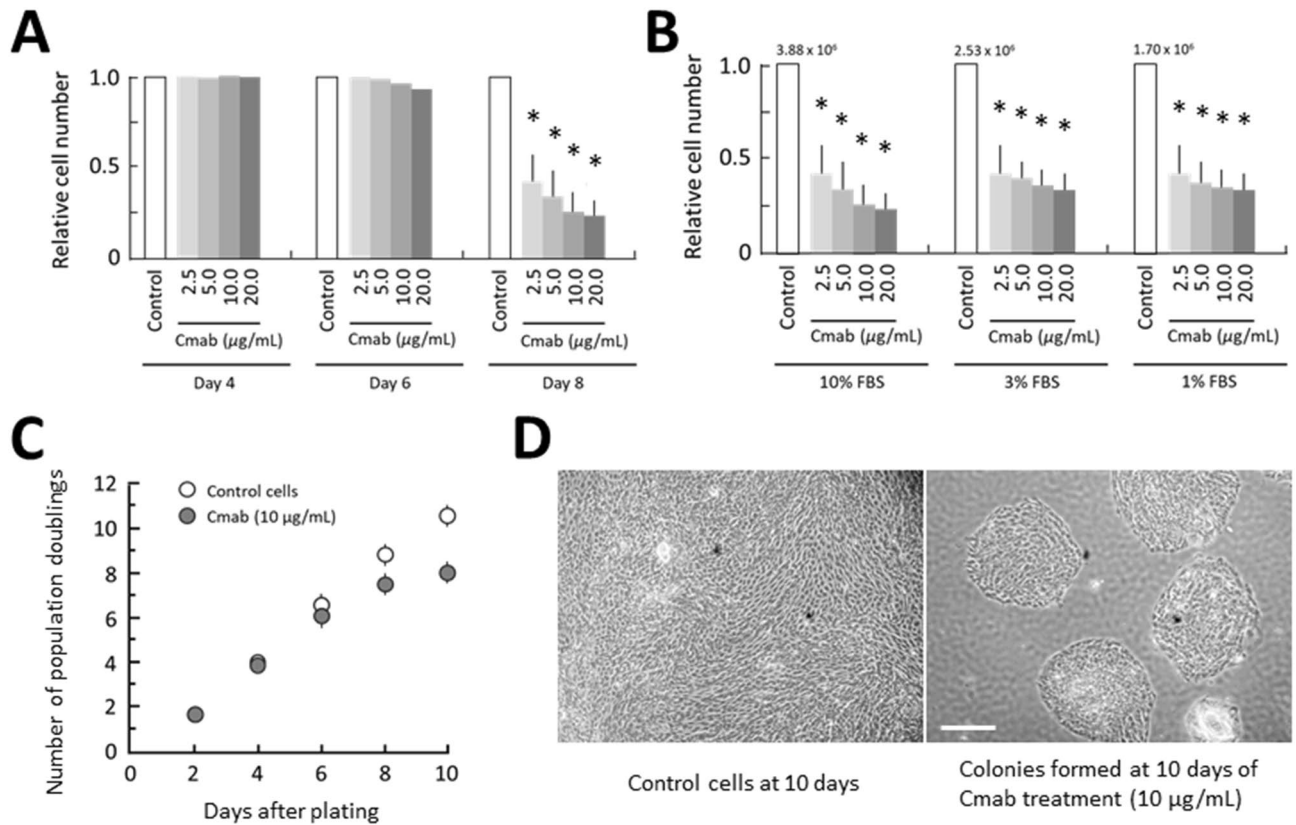 A
Relative cell number
1.0
0.5
0
* * * *
Control
2.5
5.0
10.0
20.0
Cmab (µg/mL)
Day 4
Control
2.5
5.0
10.0
20.0
Cmab (µg/mL)
Day 6
Control
2.5
5.0
10.0
20.0
Cmab (µg/mL)
Day 8
B
Relative cell number
1.0
0.5
0
3.88 x 10⁶
* * * *
Control
2.5
5.0
10.0
20.0
Cmab (µg/mL)
10% FBS
2.53 x 10⁶
* * * *
Control
2.5
5.0
10.0
20.0
Cmab (µg/mL)
3% FBS
1.70 x 10⁶
* * * *
Control
2.5
5.0
10.0
20.0
Cmab (µg/mL)
1% FBS
C
Number of population doublings
12
10
8
6
4
2
0
Control cells
Cmab (10 µg/mL)
0 2 4 6 8 10
Days after plating
D
Control cells at 10 days
Colonies formed at 10 days of
Cmab treatment (10 µg/mL)